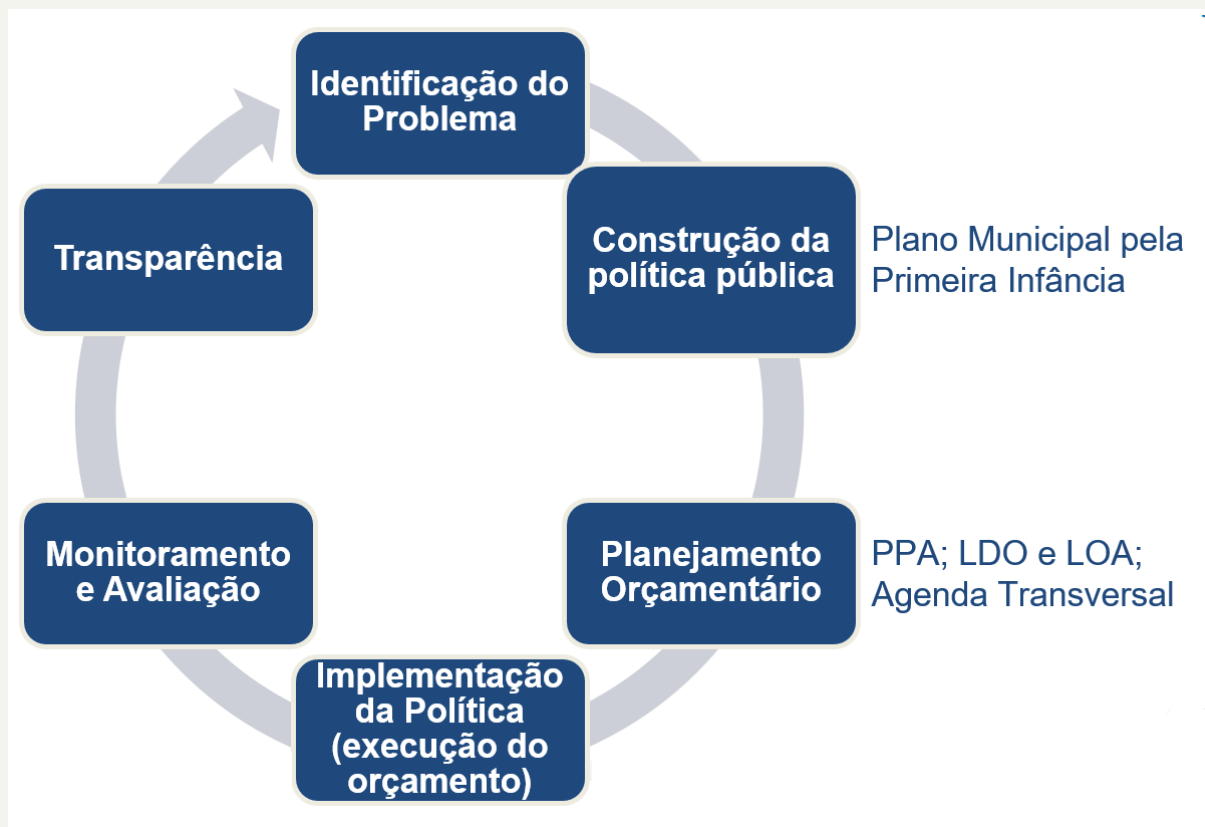 Identificação do
Problema
Construção da
política pública
Plano Municipal pela
Primeira Infância
Planejamento
Orçamentário
PPA; LDO e LOA;
Agenda Transversal
Implementação
da Política
(execução do
orçamento)
Monitoramento
e Avaliação
Transparência